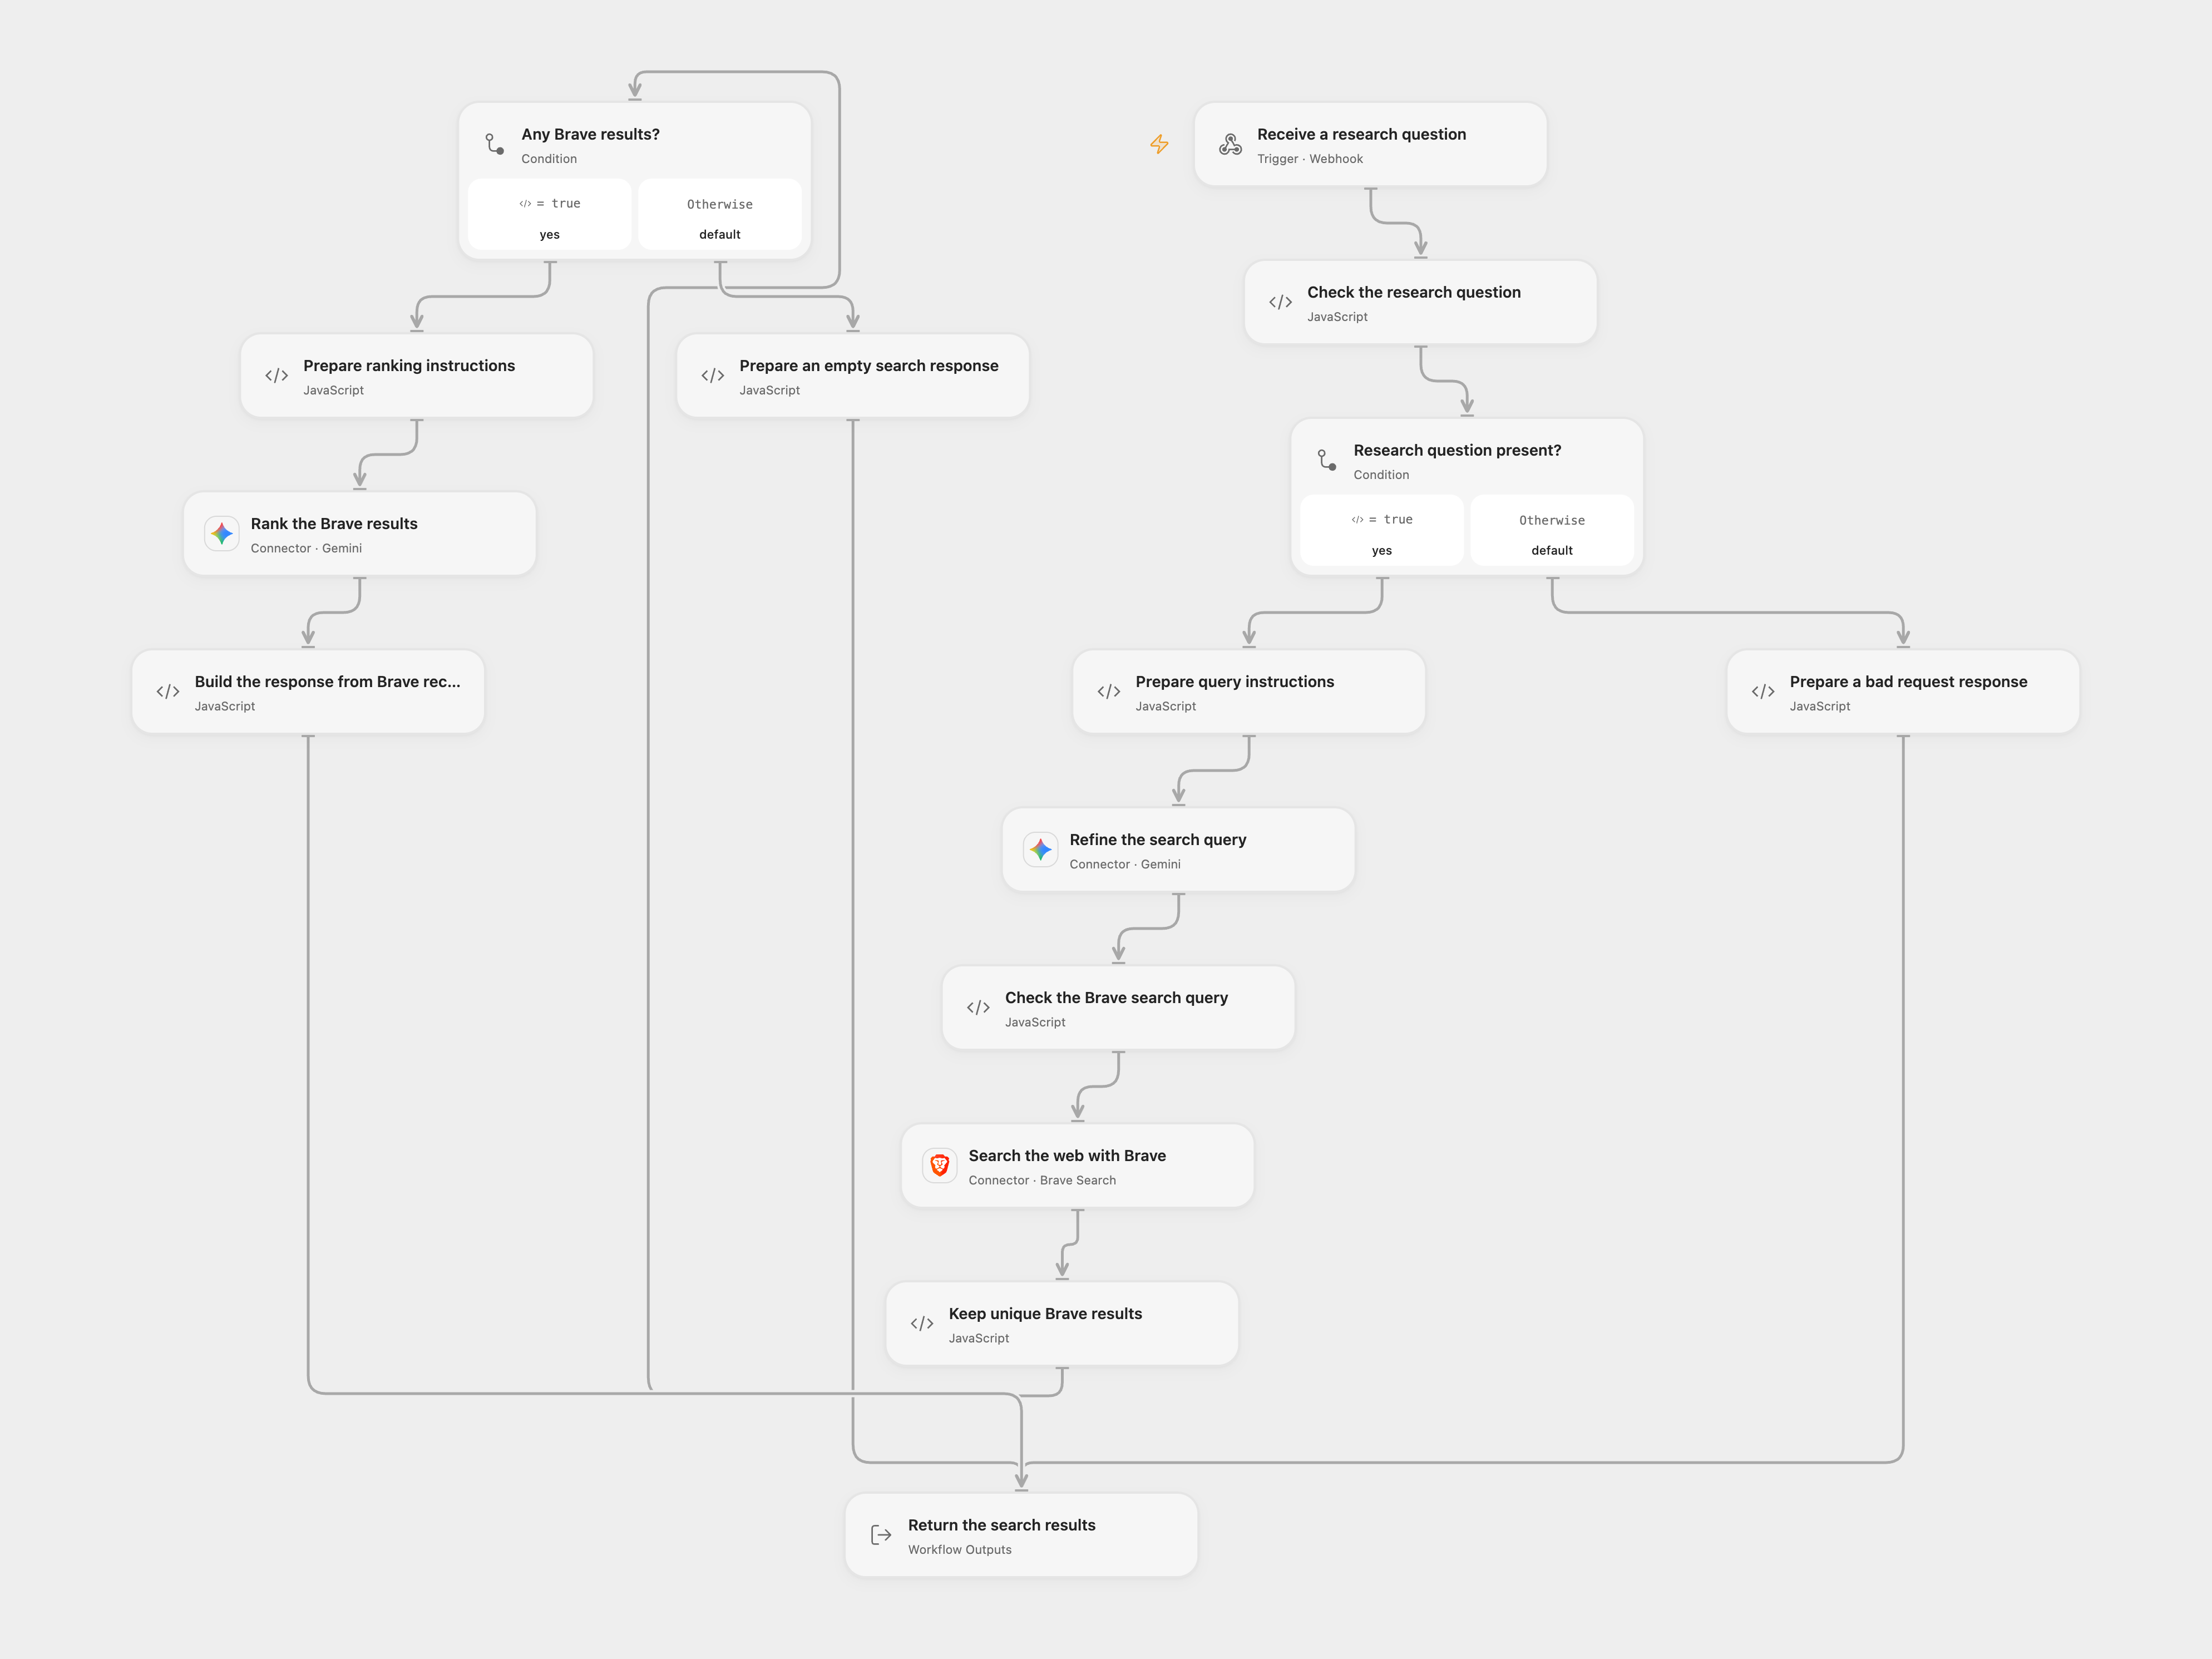 Any Brave results?
Condition
</> = true
yes
Otherwise
default
Receive a research question
Trigger · Webhook
Check the research question
JavaScript
Prepare ranking instructions
JavaScript
Prepare an empty search response
JavaScript
Research question present?
Condition
</> = true
yes
Otherwise
default
Rank the Brave results
Connector · Gemini
Build the response from Brave rec...
JavaScript
Prepare query instructions
JavaScript
Prepare a bad request response
JavaScript
Refine the search query
Connector · Gemini
Check the Brave search query
JavaScript
Search the web with Brave
Connector · Brave Search
Keep unique Brave results
JavaScript
Return the search results
Workflow Outputs